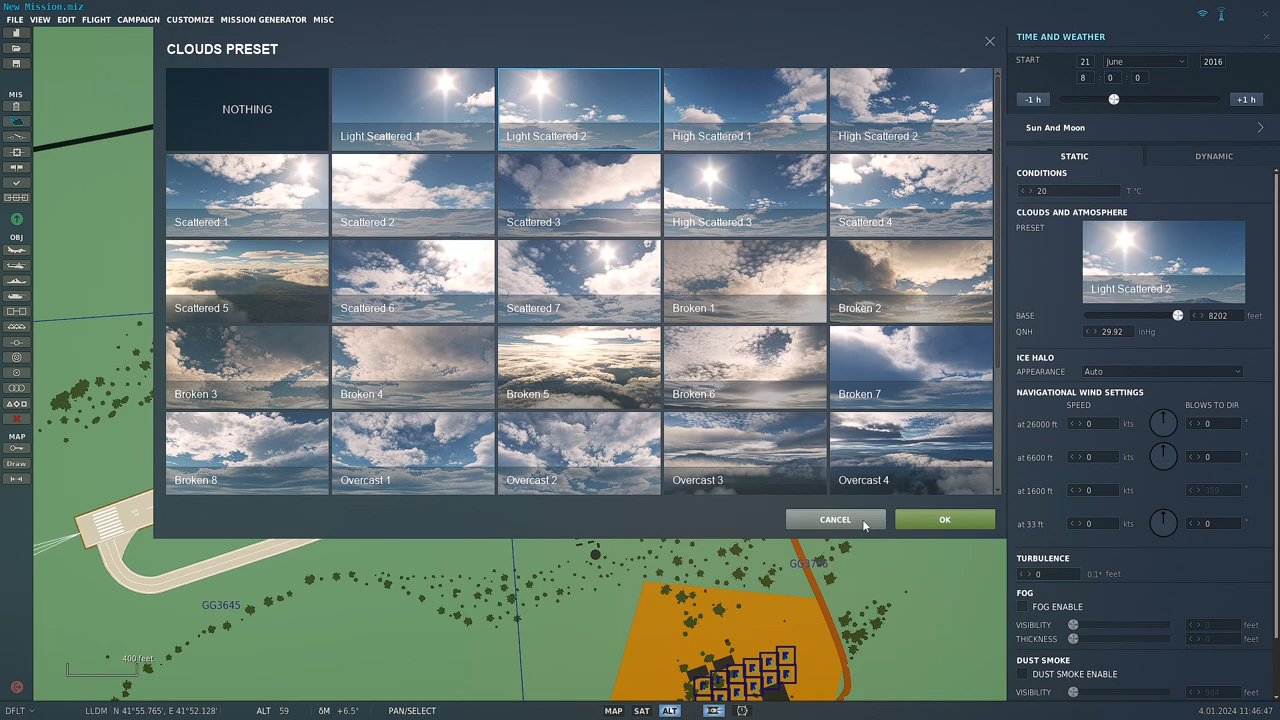 New Mission.miz
FILE VIEW EDIT FLIGHT CAMPAIGN CUSTOMIZE MISSION GENERATOR MISC
MIS
OBJ
MAP
Draw
CLOUDS PRESET
NOTHING
Light Scattered 1
Light Scattered 2
High Scattered 1
High Scattered 2
Scattered 1
Scattered 2
Scattered 3
High Scattered 3
Scattered 4
Scattered 5
Scattered 6
Scattered 7
Broken 1
Broken 2
Broken 3
Broken 4
Broken 5
Broken 6
Broken 7
Broken 8
Overcast 1
Overcast 2
Overcast 3
Overcast 4
CANCEL
OK
GG3645
400 feet
TIME AND WEATHER
START 21 June 2016
8 : 0 : 0
-1 h +1 h
Sun And Moon
STATIC DYNAMIC
CONDITIONS
20 T °C
CLOUDS AND ATMOSPHERE
PRESET
Light Scattered 2
BASE 8202 feet
QNH 29.92 inHg
ICE HALO
APPEARANCE Auto
NAVIGATIONAL WIND SETTINGS
SPEED BLOWS TO DIR
at 26000 ft 0 kts 0 °
at 6600 ft 0 kts 0 °
at 1600 ft 0 kts 359 °
at 33 ft 0 kts 0 °
TURBULENCE
0 0.1* feet
FOG
FOG ENABLE
VISIBILITY 0 feet
THICKNESS 0 feet
DUST SMOKE
DUST SMOKE ENABLE
VISIBILITY 984 feet
DFLT LLDM N 41°55.765', E 41°52.128' ALT 59 δM +6.5° PAN/SELECT MAP SAT ALT 4.01.2024 11:46:47